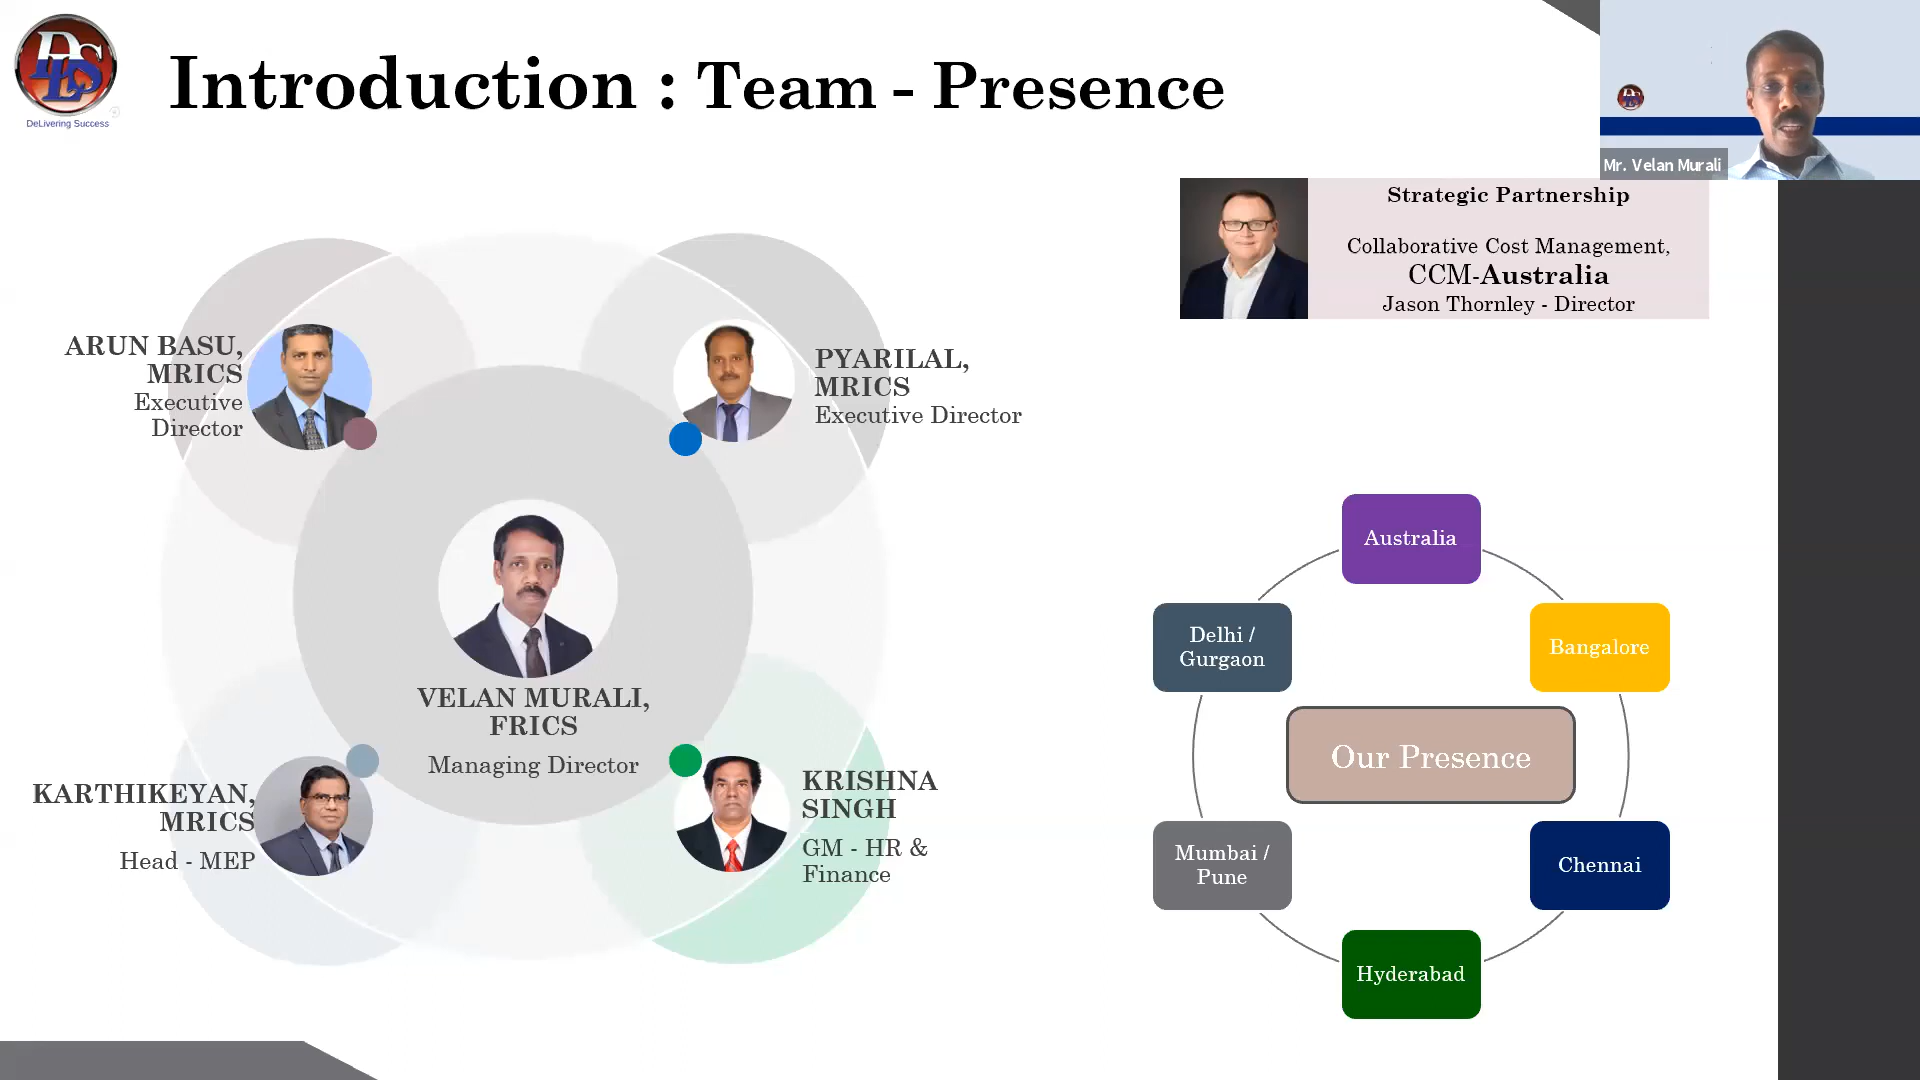 DLS
DeLivering Success
Introduction : Team - Presence
Mr. Velan Murali
Strategic Partnership
Collaborative Cost Management,
CCM-Australia
Jason Thornley - Director
ARUN BASU,
MRICS
Executive
Director
PYARILAL,
MRICS
Executive Director
VELAN MURALI,
FRICS
Managing Director
KARTHIKEYAN,
MRICS
Head - MEP
KRISHNA
SINGH
GM - HR &
Finance
Australia
Delhi /
Gurgaon
Bangalore
Our Presence
Mumbai /
Pune
Chennai
Hyderabad